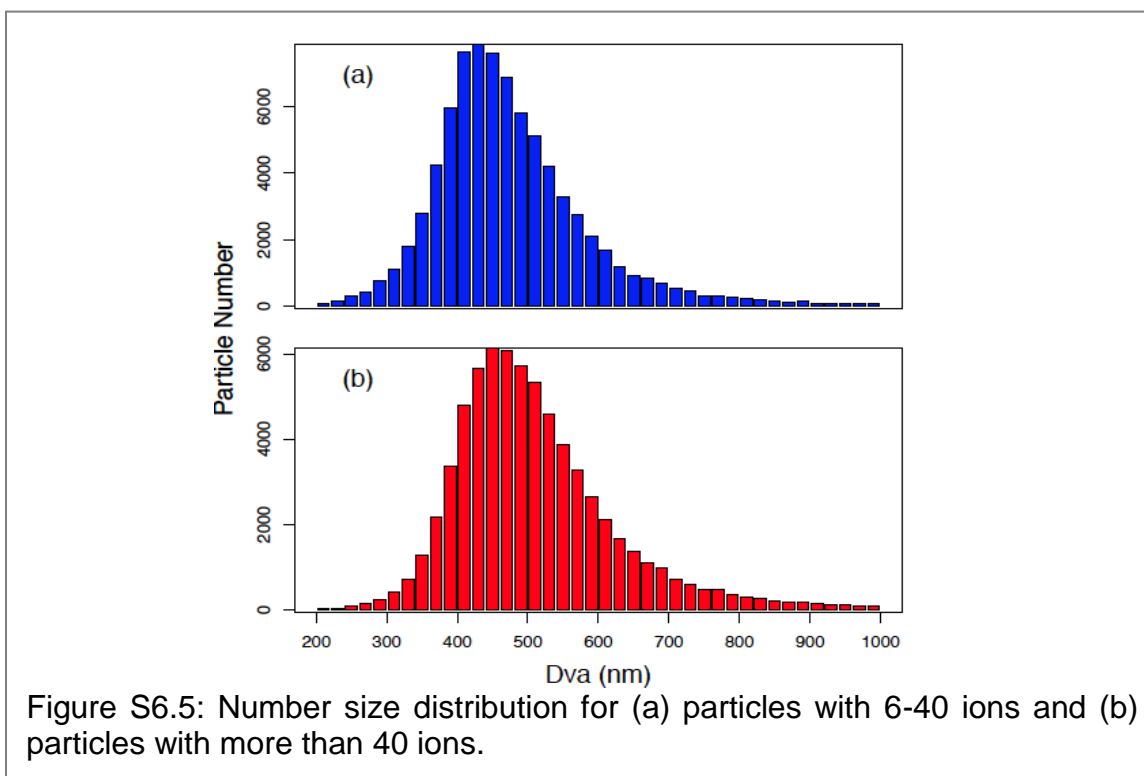 (a)
6000
4000
2000
0
Particle Number
(b)
6000
4000
2000
0
200 300 400 500 600 700 800 900 1000
Dva (nm)
Figure S6.5: Number size distribution for (a) particles with 6-40 ions and (b)
particles with more than 40 ions.